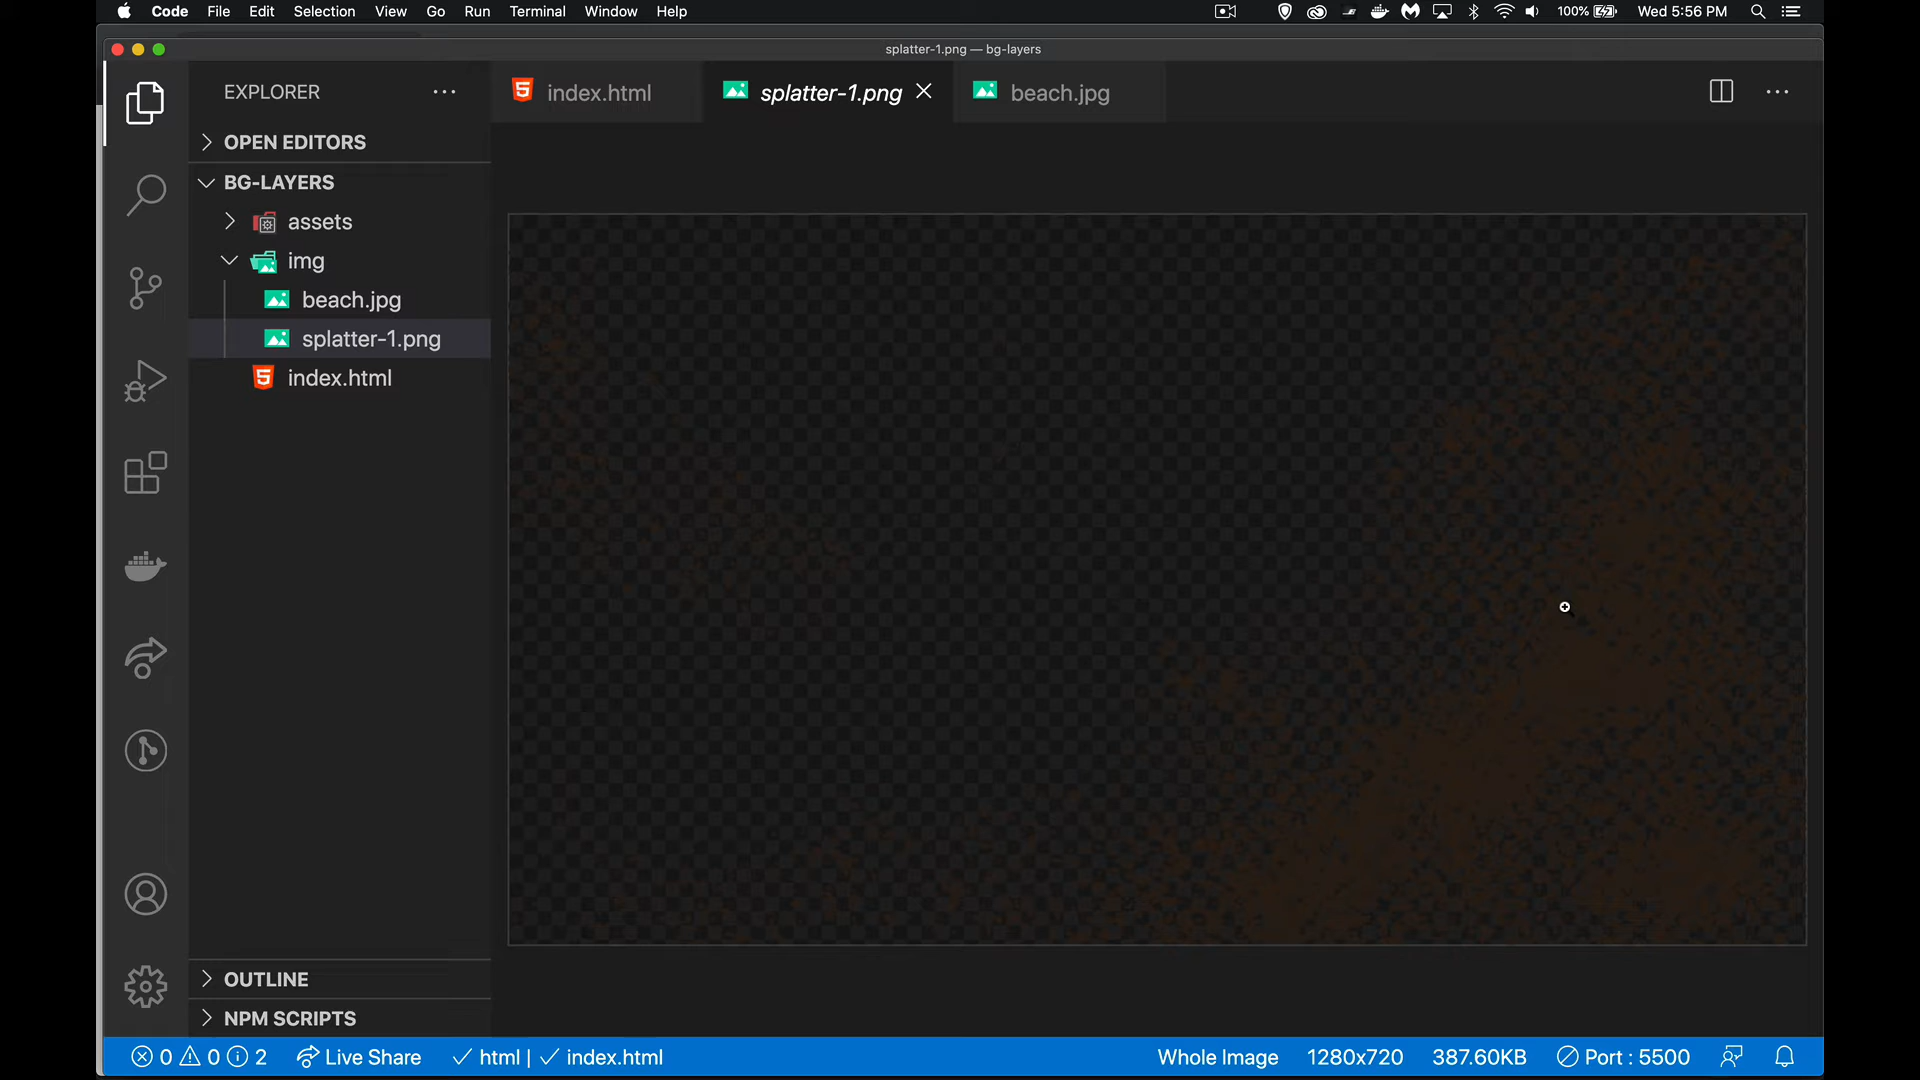 Code File Edit Selection View Go Run Terminal Window Help 100% Wed 5:56 PM
splatter-1.png — bg-layers
EXPLORER ···
index.html splatter-1.png beach.jpg
OPEN EDITORS
BG-LAYERS
assets
img
beach.jpg
splatter-1.png
index.html
OUTLINE
NPM SCRIPTS
0 0 2 Live Share html | index.html Whole Image 1280x720 387.60KB Port : 5500